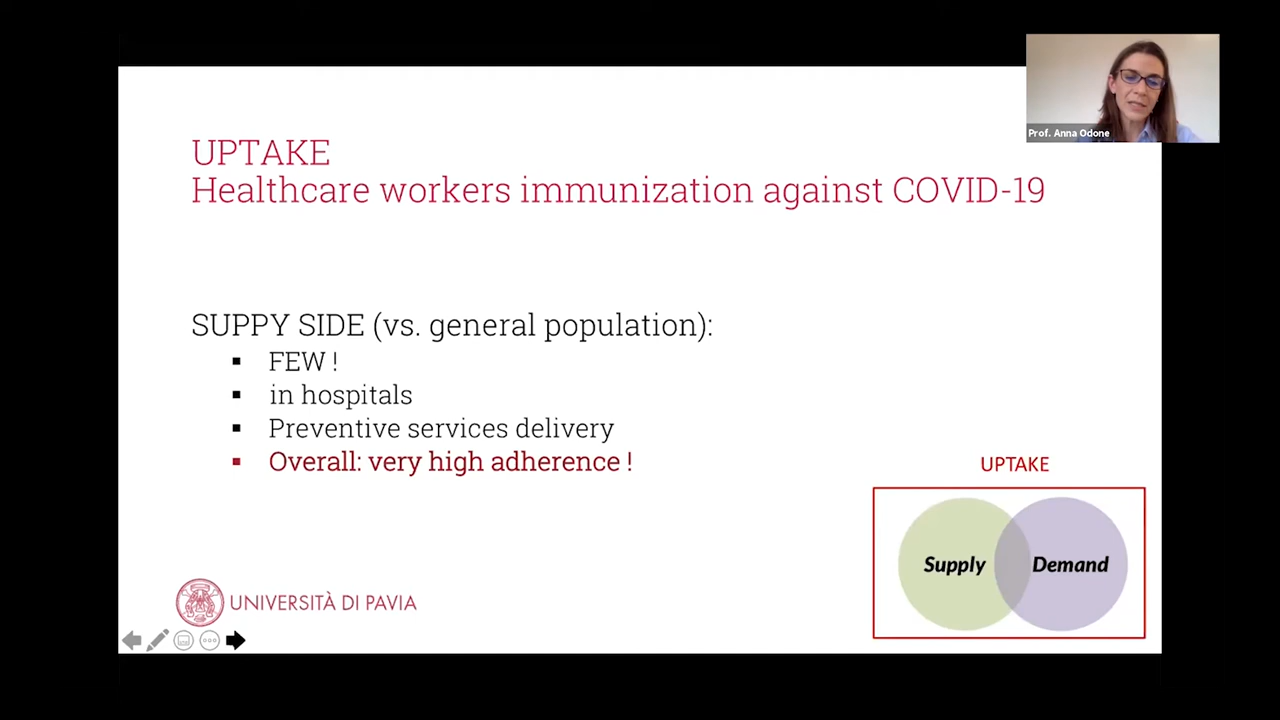 Prof. Anna Odone
UPTAKE
Healthcare workers immunization against COVID-19
SUPPY SIDE (vs. general population):
▪ FEW !
▪ in hospitals
▪ Preventive services delivery
▪ Overall: very high adherence !
UPTAKE
Supply Demand
UNIVERSITÀ DI PAVIA